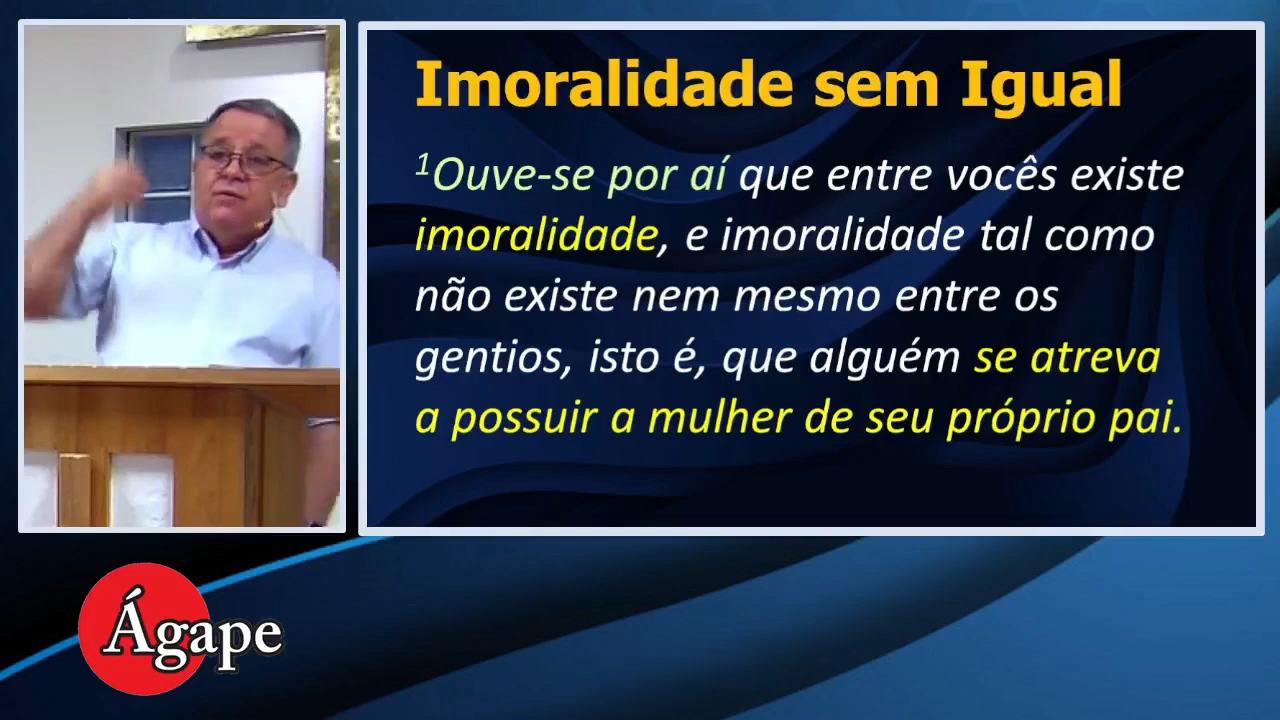 Imoralidade sem Igual
¹Ouve-se por aí que entre vocês existe
imoralidade, e imoralidade tal como
não existe nem mesmo entre os
gentios, isto é, que alguém se atreva
a possuir a mulher de seu próprio pai.
Ágape